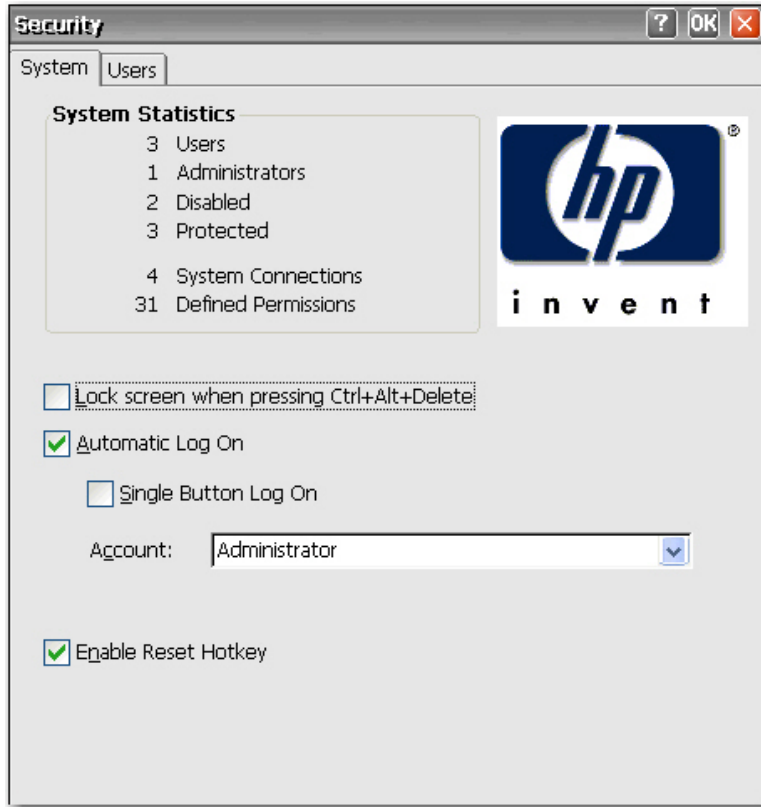 Security
? OK X
System Users
System Statistics
3 Users
1 Administrators
2 Disabled
3 Protected
4 System Connections
31 Defined Permissions
hp ®
invent
Lock screen when pressing Ctrl+Alt+Delete
Automatic Log On
Single Button Log On
Account: Administrator
Enable Reset Hotkey